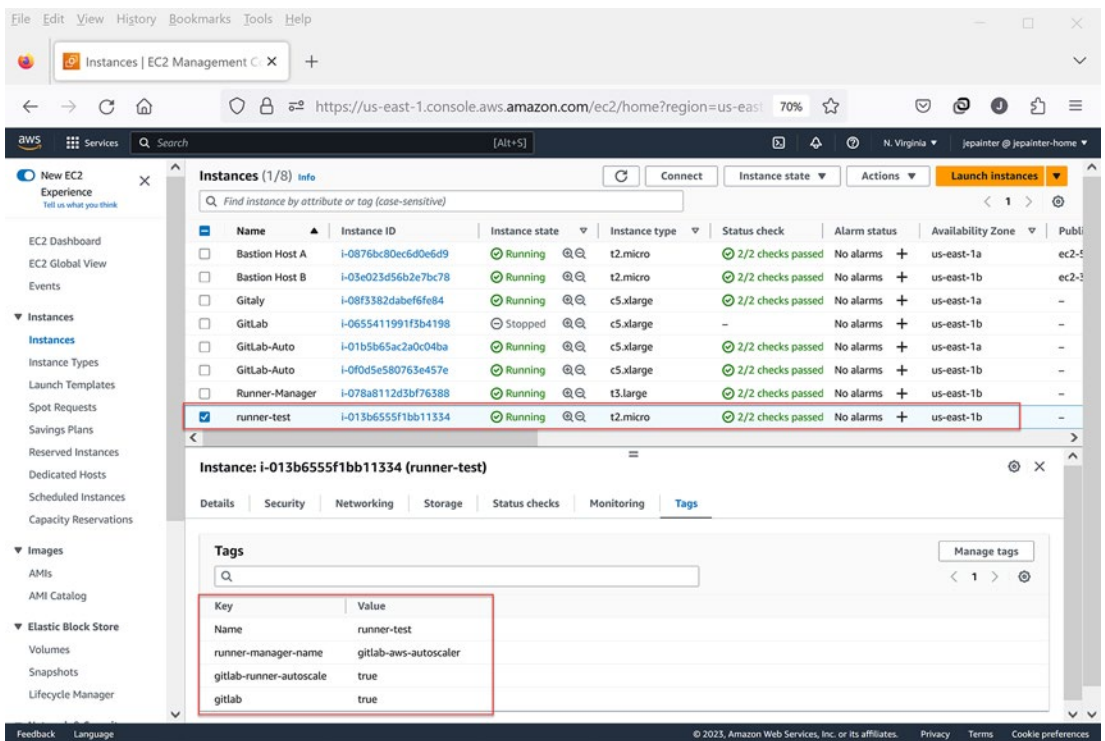 File Edit View History Bookmarks Tools Help
Instances | EC2 Management C
https://us-east-1.console.aws.amazon.com/ec2/home?region=us-east 70%
aws Services Search [Alt+S] N. Virginia jepainter @ jepainter-home
New EC2 Experience
Tell us what you think
EC2 Dashboard
EC2 Global View
Events
Instances
Instances
Instance Types
Launch Templates
Spot Requests
Savings Plans
Reserved Instances
Dedicated Hosts
Scheduled Instances
Capacity Reservations
Images
AMIs
AMI Catalog
Elastic Block Store
Volumes
Snapshots
Lifecycle Manager
Instances (1/8) Info Connect Instance state Actions Launch instances
Find instance by attribute or tag (case-sensitive) 1
Name Instance ID Instance state Instance type Status check Alarm status Availability Zone Publi
Bastion Host A i-0876bc80ec6d0e6d9 Running t2.micro 2/2 checks passed No alarms + us-east-1a ec2-5
Bastion Host B i-03e023d56b2e7bc78 Running t2.micro 2/2 checks passed No alarms + us-east-1b ec2-3
Gitaly i-08f3382dabef6fe84 Running c5.xlarge 2/2 checks passed No alarms + us-east-1a –
GitLab i-0655411991f3b4198 Stopped c5.xlarge – No alarms + us-east-1b –
GitLab-Auto i-01b5b65ac2a0c04ba Running c5.xlarge 2/2 checks passed No alarms + us-east-1a –
GitLab-Auto i-0f0d5e580763e457e Running c5.xlarge 2/2 checks passed No alarms + us-east-1b –
Runner-Manager i-078a8112d3bf76388 Running t3.large 2/2 checks passed No alarms + us-east-1b –
runner-test i-013b6555f1bb11334 Running t2.micro 2/2 checks passed No alarms + us-east-1b –
Instance: i-013b6555f1bb11334 (runner-test)
Details Security Networking Storage Status checks Monitoring Tags
Tags Manage tags
1
Key Value
Name runner-test
runner-manager-name gitlab-aws-autoscaler
gitlab-runner-autoscale true
gitlab true
Feedback Language © 2023, Amazon Web Services, Inc. or its affiliates. Privacy Terms Cookie preferences